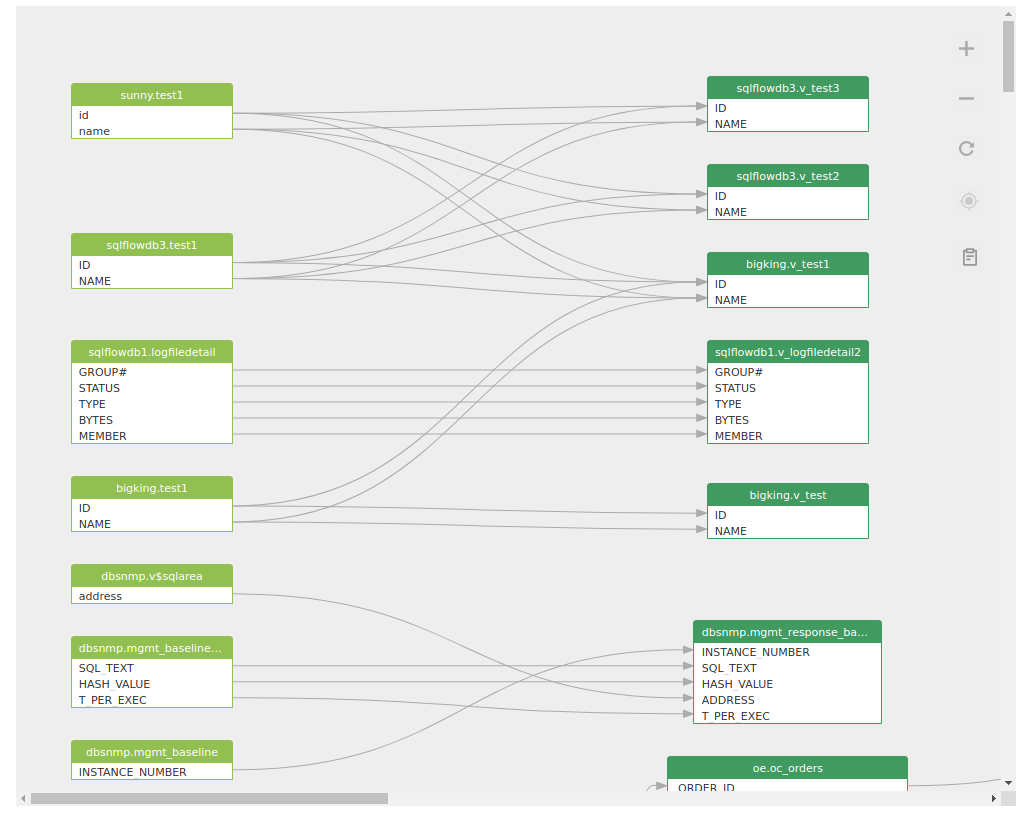 sunny.test1
id
name
sqlflowdb3.test1
ID
NAME
sqlflowdb1.logfiledetail
GROUP#
STATUS
TYPE
BYTES
MEMBER
bigking.test1
ID
NAME
dbsnmp.v$sqlarea
address
dbsnmp.mgmt_baseline...
SQL_TEXT
HASH_VALUE
T_PER_EXEC
dbsnmp.mgmt_baseline
INSTANCE_NUMBER
sqlflowdb3.v_test3
ID
NAME
sqlflowdb3.v_test2
ID
NAME
bigking.v_test1
ID
NAME
sqlflowdb1.v_logfiledetail2
GROUP#
STATUS
TYPE
BYTES
MEMBER
bigking.v_test
ID
NAME
dbsnmp.mgmt_response_ba...
INSTANCE_NUMBER
SQL_TEXT
HASH_VALUE
ADDRESS
T_PER_EXEC
oe.oc_orders
ORDER_ID